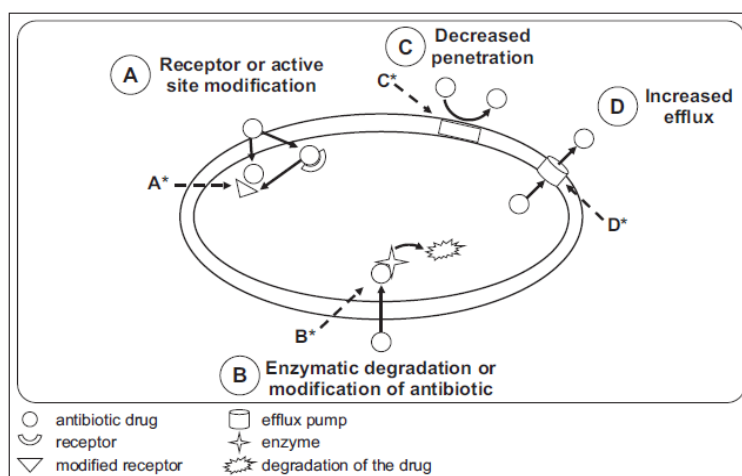 A
Receptor or active
site modification
C
Decreased
penetration
C*
D
Increased
efflux
A*
D*
B*
B
Enzymatic degradation or
modification of antibiotic
antibiotic drug
receptor
modified receptor
efflux pump
enzyme
degradation of the drug